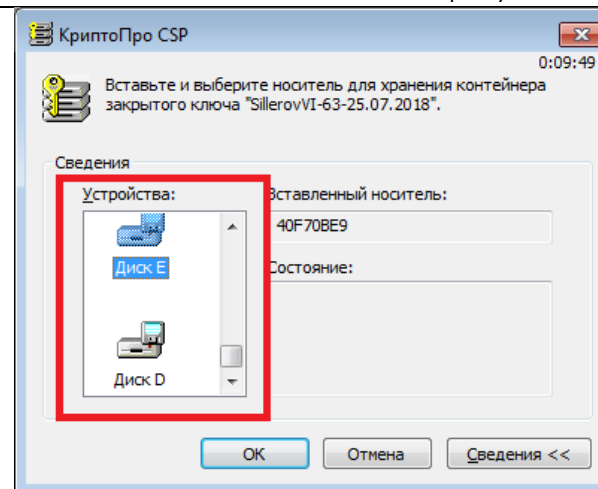 КриптоПро CSP
0:09:49
Вставьте и выберите носитель для хранения контейнера
закрытого ключа "SillerovVI-63-25.07.2018".
Сведения
Устройства:
Вставленный носитель:
40F70BE9
Диск E
Состояние:
Диск D
ОК
Отмена
Сведения <<